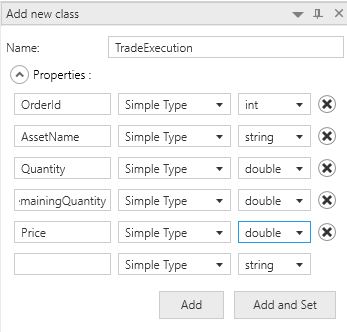 Add new class
Name: TradeExecution
Properties :
OrderId Simple Type int
AssetName Simple Type string
Quantity Simple Type double
mainingQuantity Simple Type double
Price Simple Type double
Simple Type string
Add Add and Set